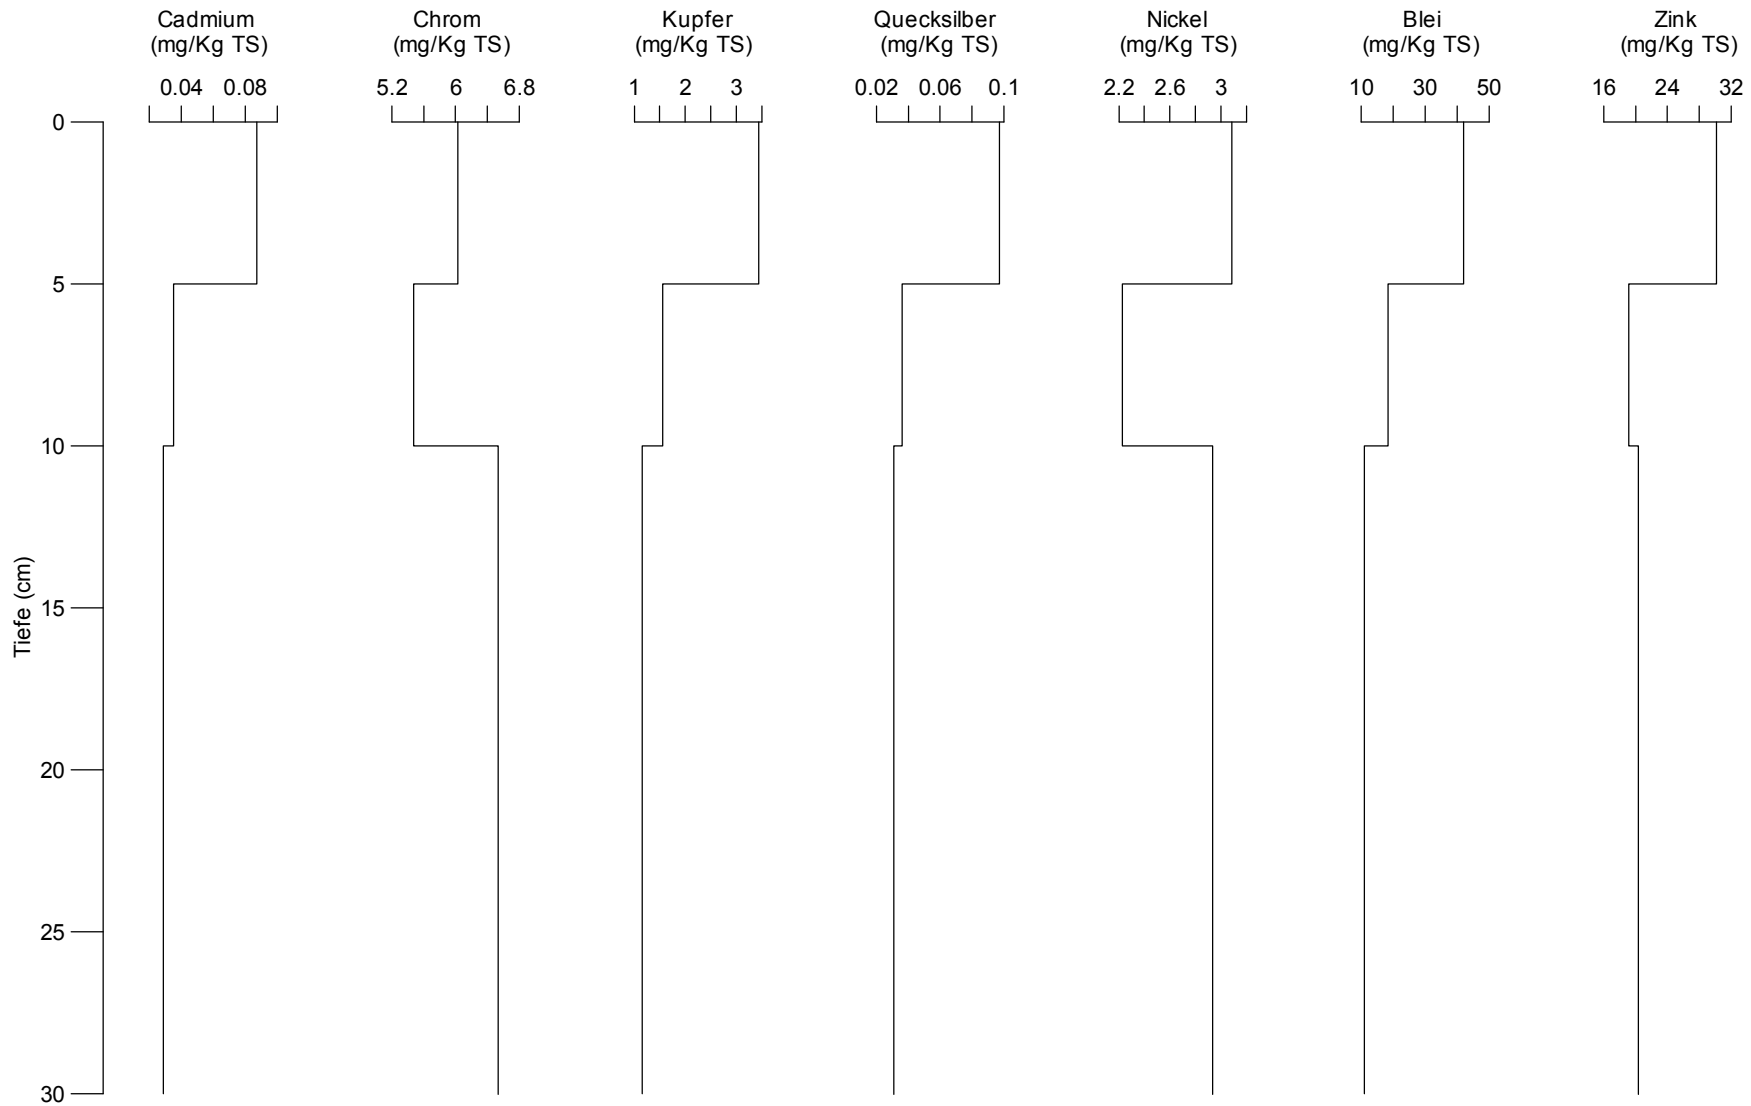 Cadmium Chrom Kupfer Quecksilber Nickel Blei Zink
(mg/Kg TS) (mg/Kg TS) (mg/Kg TS) (mg/Kg TS) (mg/Kg TS) (mg/Kg TS) (mg/Kg TS)
0.04 0.08 5.2 6 6.8 1 2 3 0.02 0.06 0.1 2.2 2.6 3 10 30 50 16 24 32
0
5
10
15
20
25
30
Tiefe (cm)